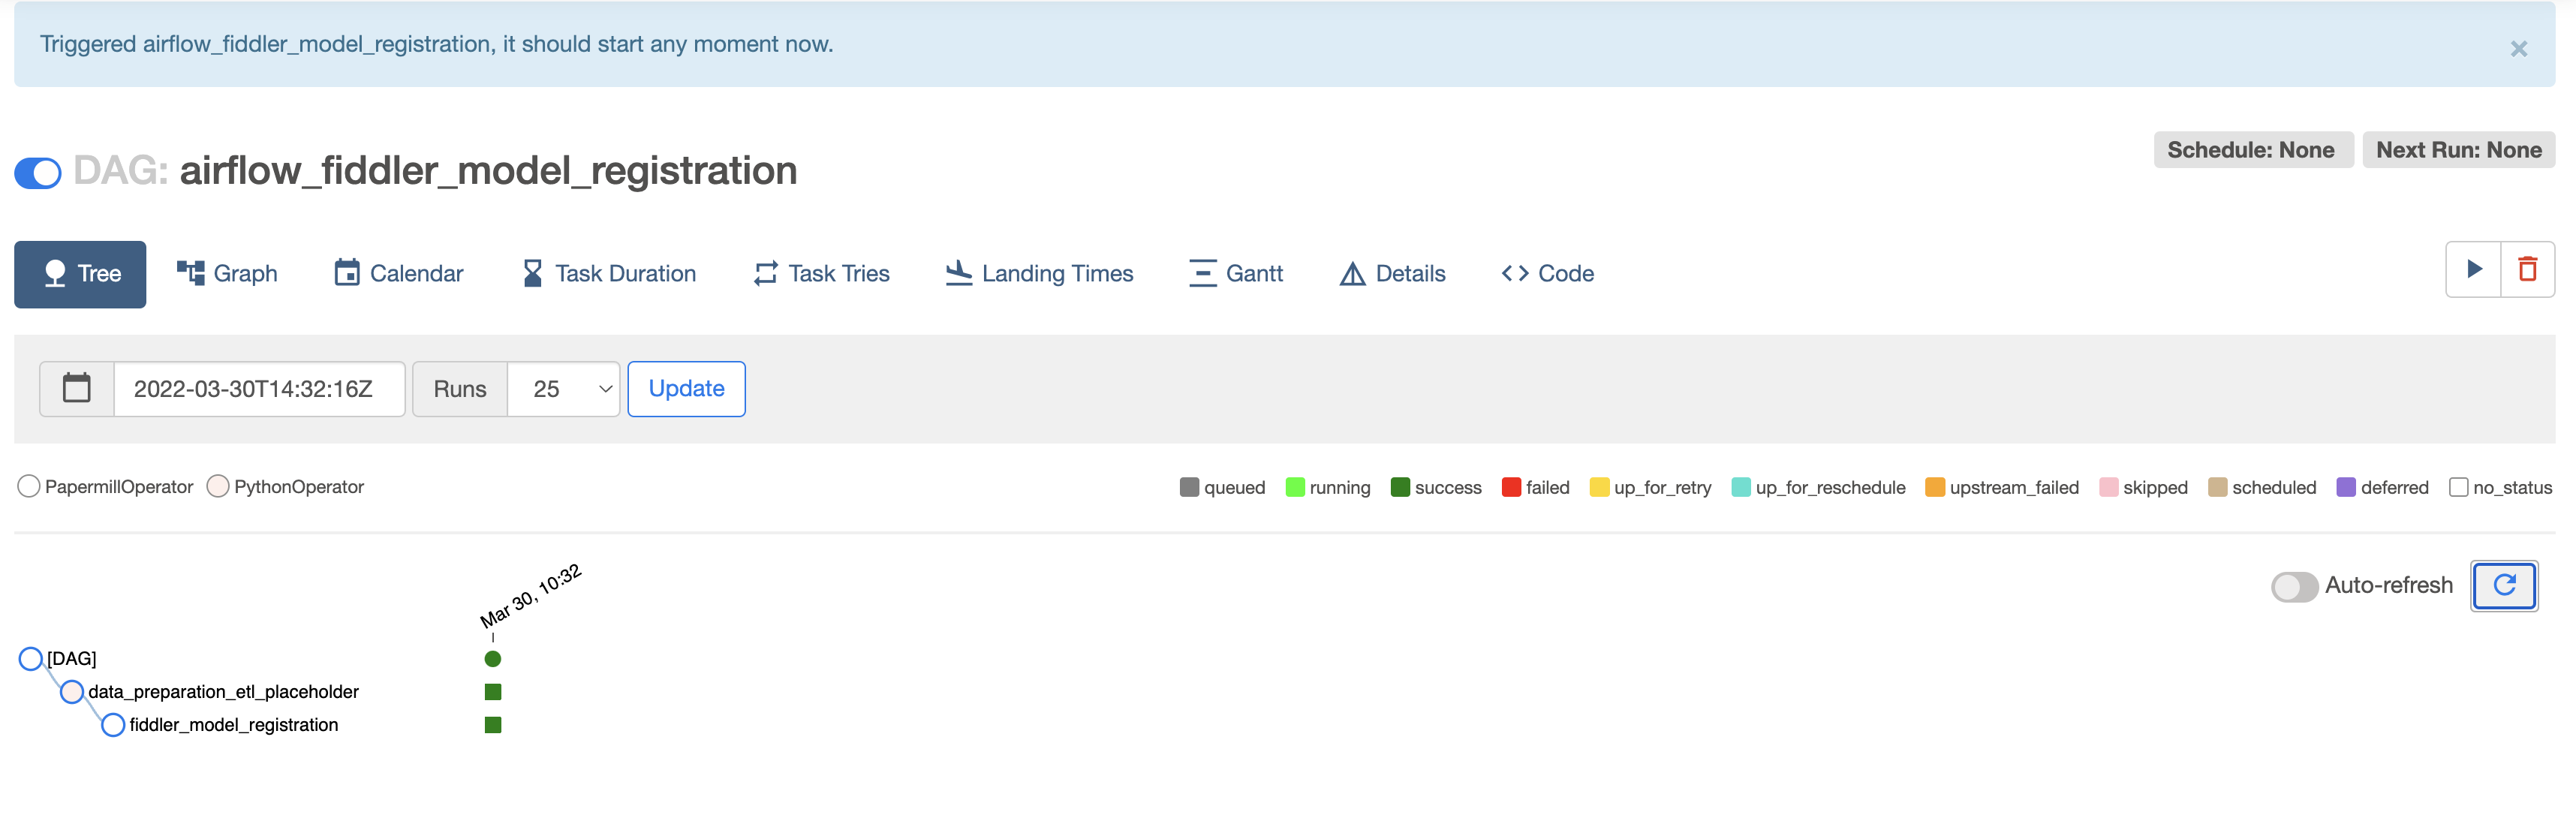 Triggered airflow_fiddler_model_registration, it should start any moment now.
×
DAG: airflow_fiddler_model_registration
Schedule: None
Next Run: None
Tree
Graph
Calendar
Task Duration
Task Tries
Landing Times
Gantt
Details
<> Code
2022-03-30T14:32:16Z
Runs
25
Update
PapermillOperator
PythonOperator
queued
running
success
failed
up_for_retry
up_for_reschedule
upstream_failed
skipped
scheduled
deferred
no_status
Mar 30, 10:32
Auto-refresh
[DAG]
data_preparation_etl_placeholder
fiddler_model_registration